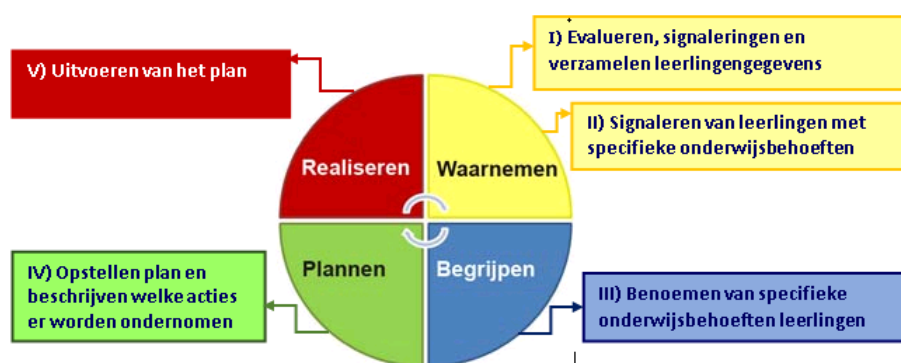 I) Evalueren, signaleringen en
verzamelen leerlingengegevens
II) Signaleren van leerlingen met
specifieke onderwijsbehoeften
III) Benoemen van specifieke
onderwijsbehoeften leerlingen
IV) Opstellen plan en
beschrijven welke acties
er worden ondernomen
V) Uitvoeren van het plan
Realiseren
Waarnemen
Plannen
Begrijpen